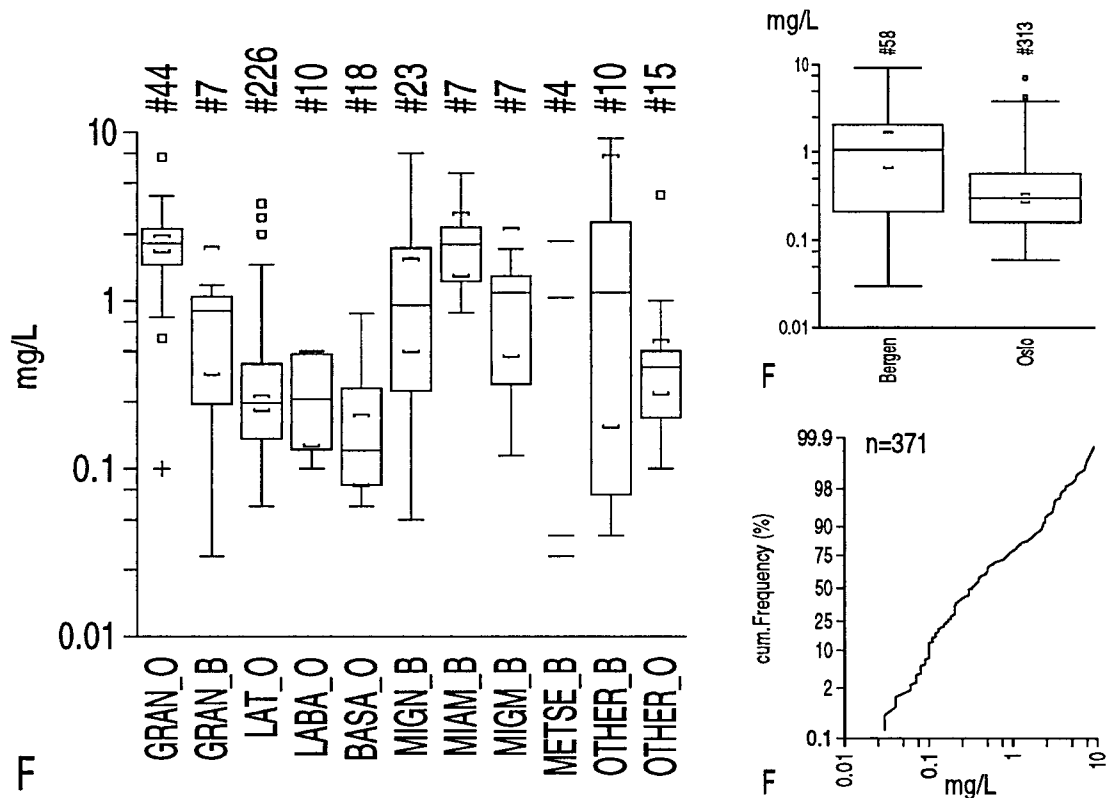 #44 #7 #226 #10 #18 #23 #7 #7 #4 #10 #15
mg/L
10
1
0.1
0.01
GRAN_O GRAN_B LAT_O LABA_O BASA_O MIGN_B MIAM_B MIGM_B METSE_B OTHER_B OTHER_O
F
mg/L
#58 #313
10
1
0.1
0.01
Bergen Oslo
F
n=371
cum.Frequency (%)
99.9
98
90
75
50
25
10
2
0.1
0.01 0.1 1 10
mg/L
F